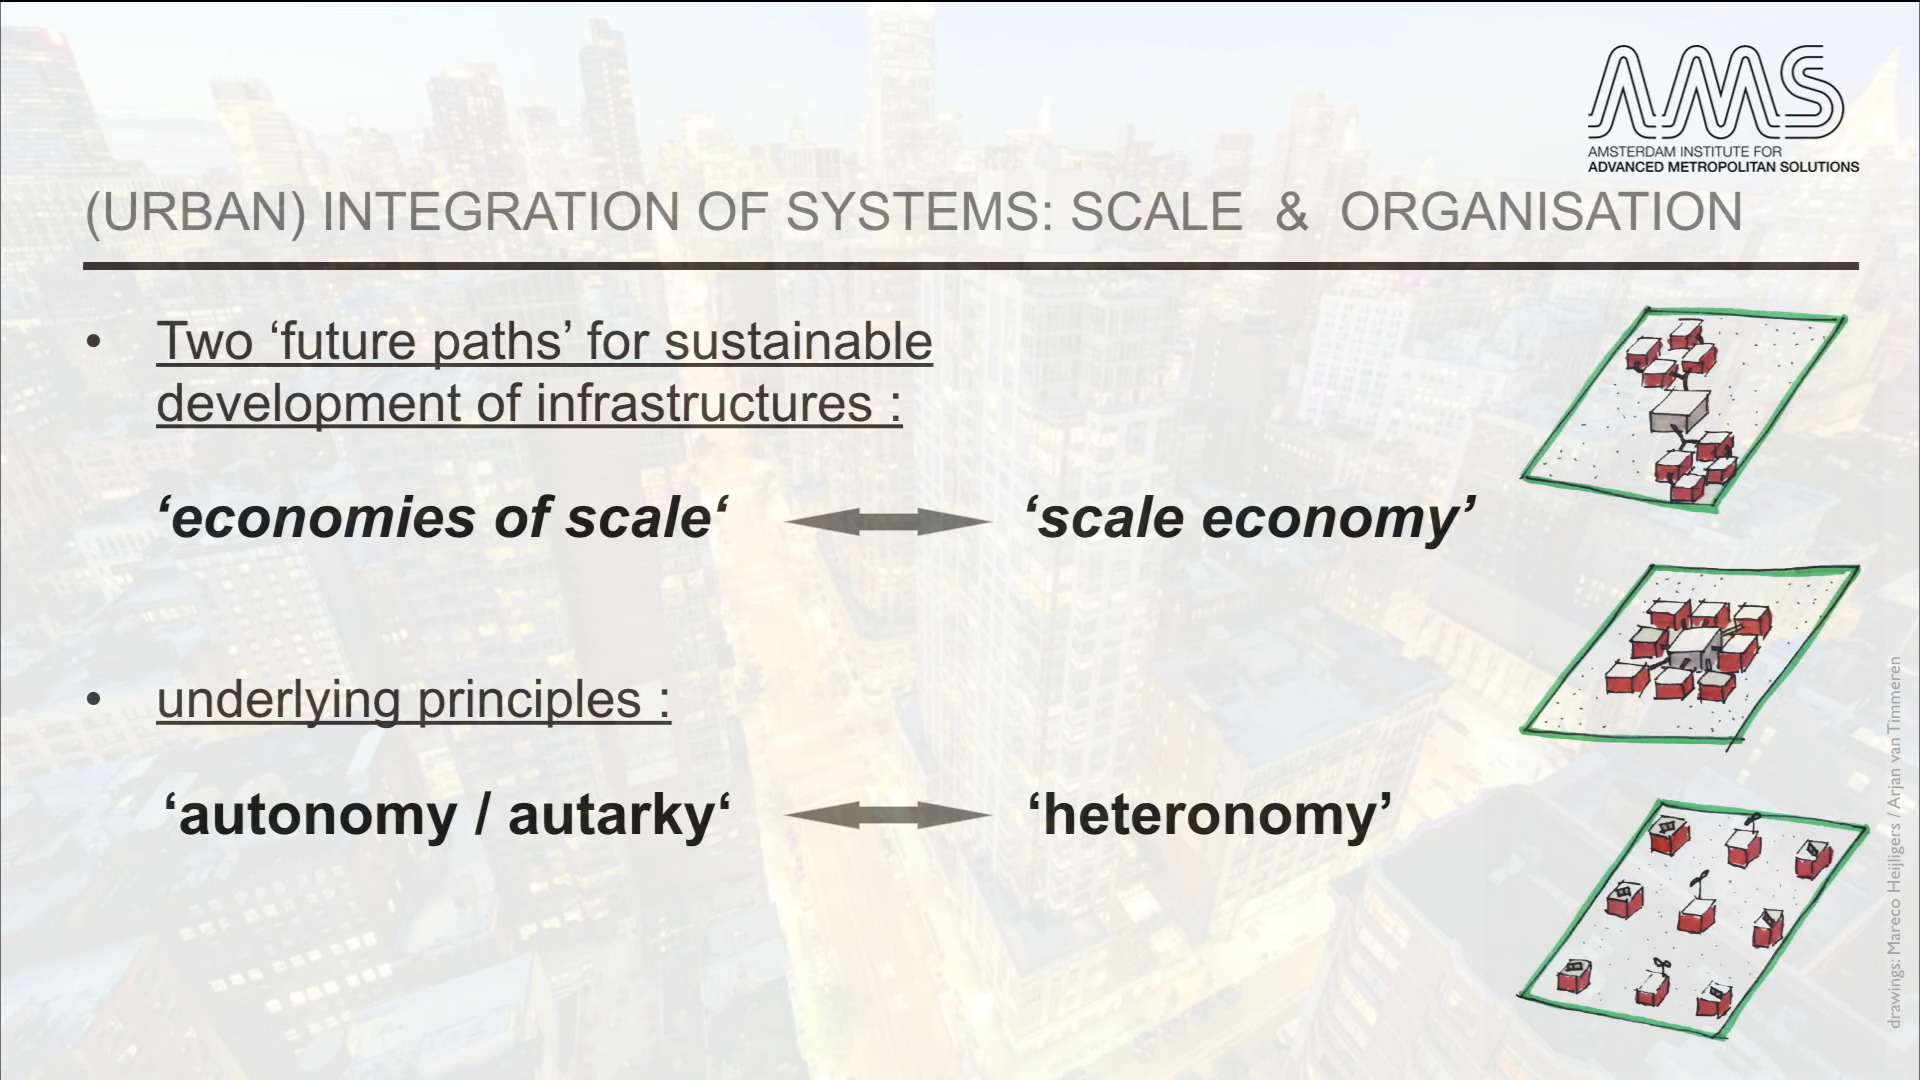 AMS
AMSTERDAM INSTITUTE FOR
ADVANCED METROPOLITAN SOLUTIONS
(URBAN) INTEGRATION OF SYSTEMS: SCALE & ORGANISATION
• Two ‘future paths’ for sustainable
development of infrastructures :
‘economies of scale‘ ‘scale economy’
• underlying principles :
‘autonomy / autarky‘ ‘heteronomy’
drawings: Mareco Heijligers / Arjan van Timmeren